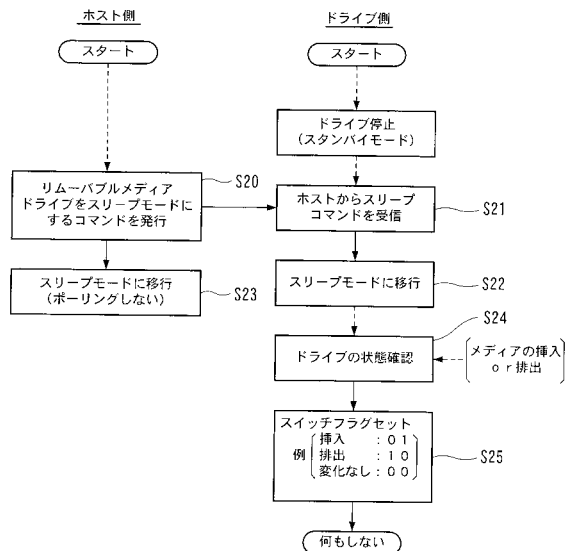 ホスト側
スタート
リムーバブルメディア
ドライブをスリープモードに
するコマンドを発行
S20
スリープモードに移行
(ポーリングしない)
S23
ドライブ側
スタート
ドライブ停止
(スタンバイモード)
ホストからスリープ
コマンドを受信
S21
スリープモードに移行
S22
S24
ドライブの状態確認
メディアの挿入
or排出
スイッチフラグセット
例
挿入 :01
排出 :10
変化なし:00
S25
何もしない